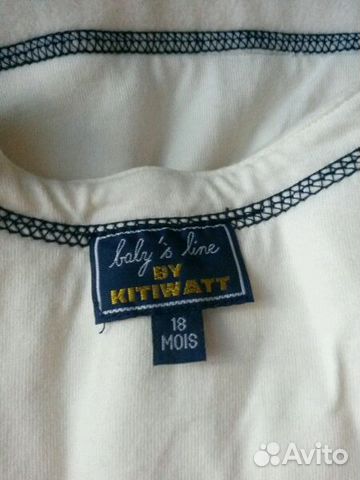 baby's line
BY
KITIWATT
18
MOIS
Avito